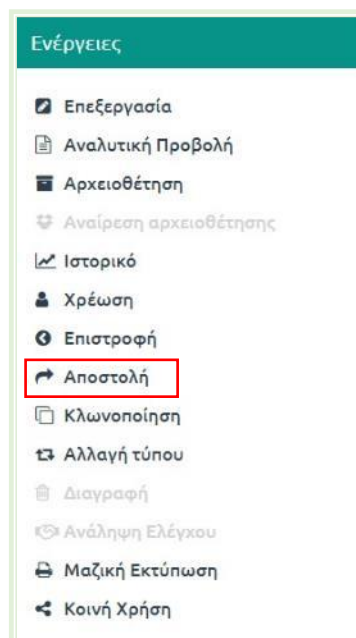 Ενέργειες
Επεξεργασία
Αναλυτική Προβολή
Αρχειοθέτηση
Αναίρεση αρχειοθέτησης
Ιστορικό
Χρέωση
Επιστροφή
Αποστολή
Κλωνοποίηση
Αλλαγή τύπου
Διαγραφή
Ανάληψη Ελέγχου
Μαζική Εκτύπωση
Κοινή Χρήση